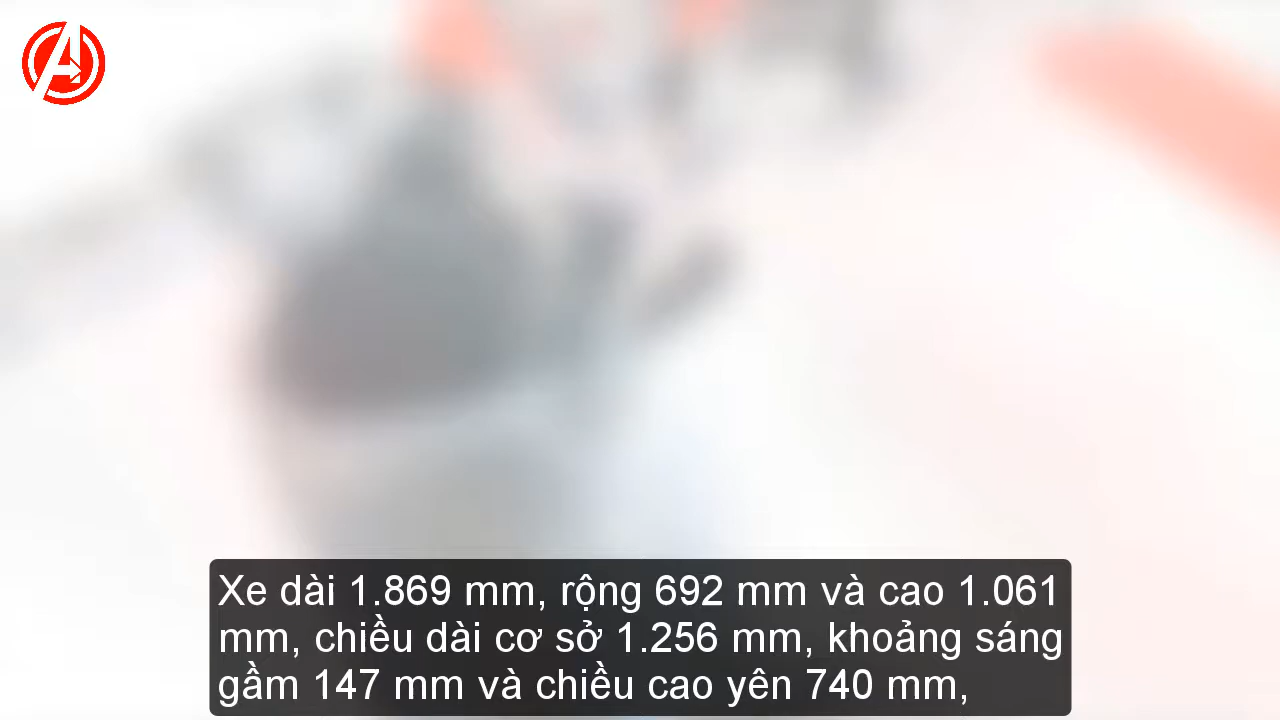 Xe dài 1.869 mm, rộng 692 mm và cao 1.061
mm, chiều dài cơ sở 1.256 mm, khoảng sáng
gầm 147 mm và chiều cao yên 740 mm,